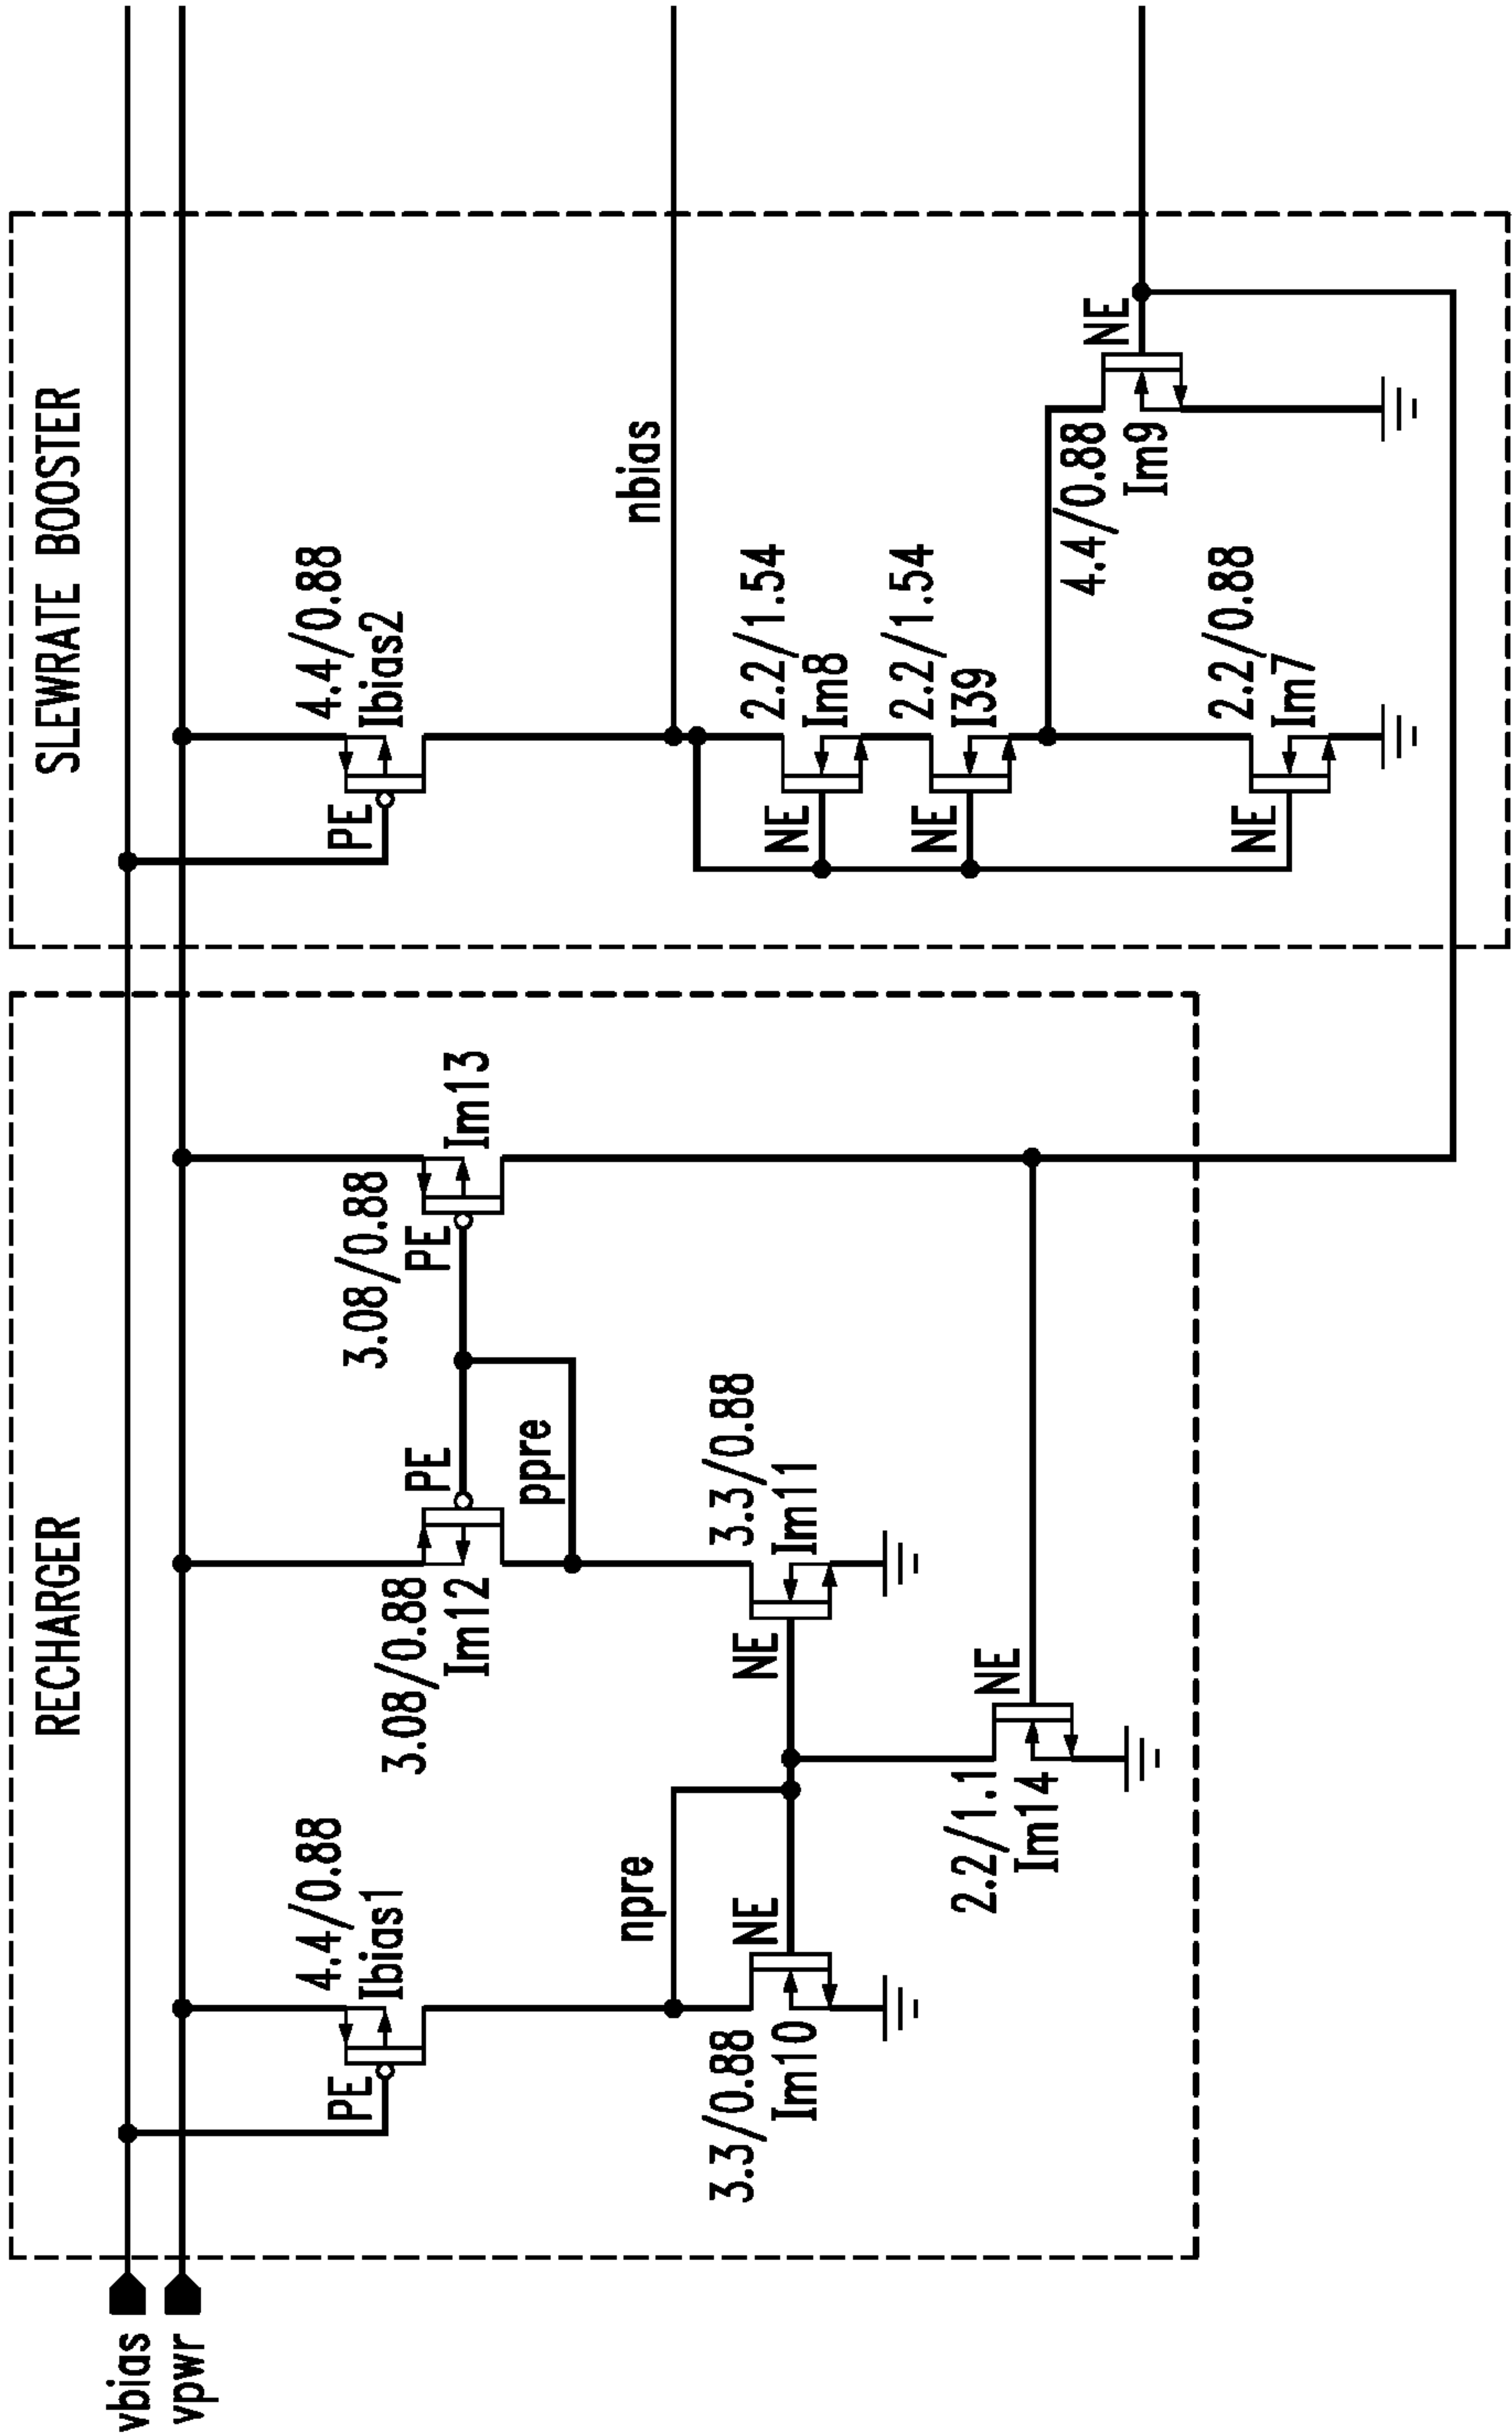 vbias
vpwr
RECHARGER
4.4/0.88
Ibias1
PE
npre
3.3/0.88
Im10
NE
3.08/0.88
Im12
PE
ppre
3.3/0.88
Im11
NE
2.2/1.1
Im14
NE
3.08/0.88
PE
Im13
SLEWRATE BOOSTER
4.4/0.88
Ibias2
PE
nbias
2.2/1.54
Im8
NE
2.2/1.54
I39
NE
4.4/0.88
Im9
NE
2.2/0.88
Im7
NE